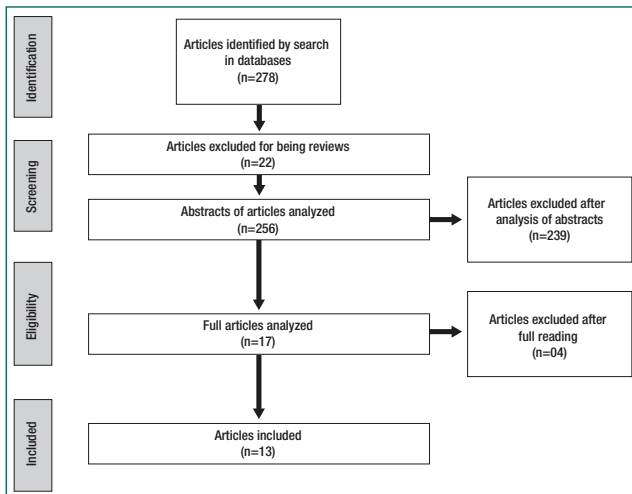 Identification
Articles identified by search
in databases
(n=278)
Screening
Articles excluded for being reviews
(n=22)
Abstracts of articles analyzed
(n=256)
Articles excluded after
analysis of abstracts
(n=239)
Eligibility
Full articles analyzed
(n=17)
Articles excluded after
full reading
(n=04)
Included
Articles included
(n=13)